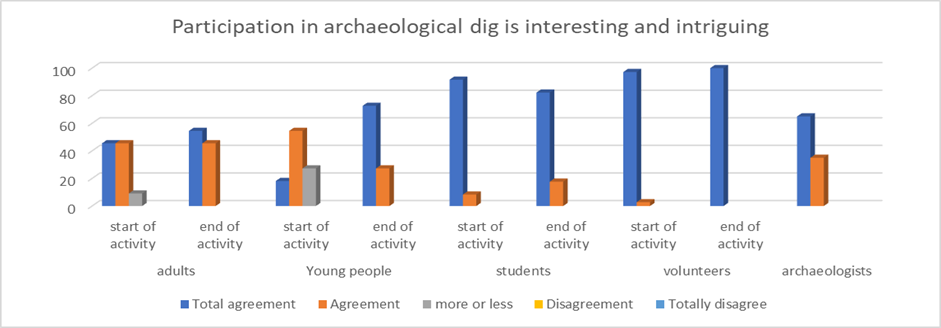 Participation in archaeological dig is interesting and intriguing
100
80
60
40
20
0
start of activity
end of activity
start of activity
end of activity
start of activity
end of activity
start of activity
end of activity
adults
Young people
students
volunteers
archaeologists
Total agreement
Agreement
more or less
Disagreement
Totally disagree